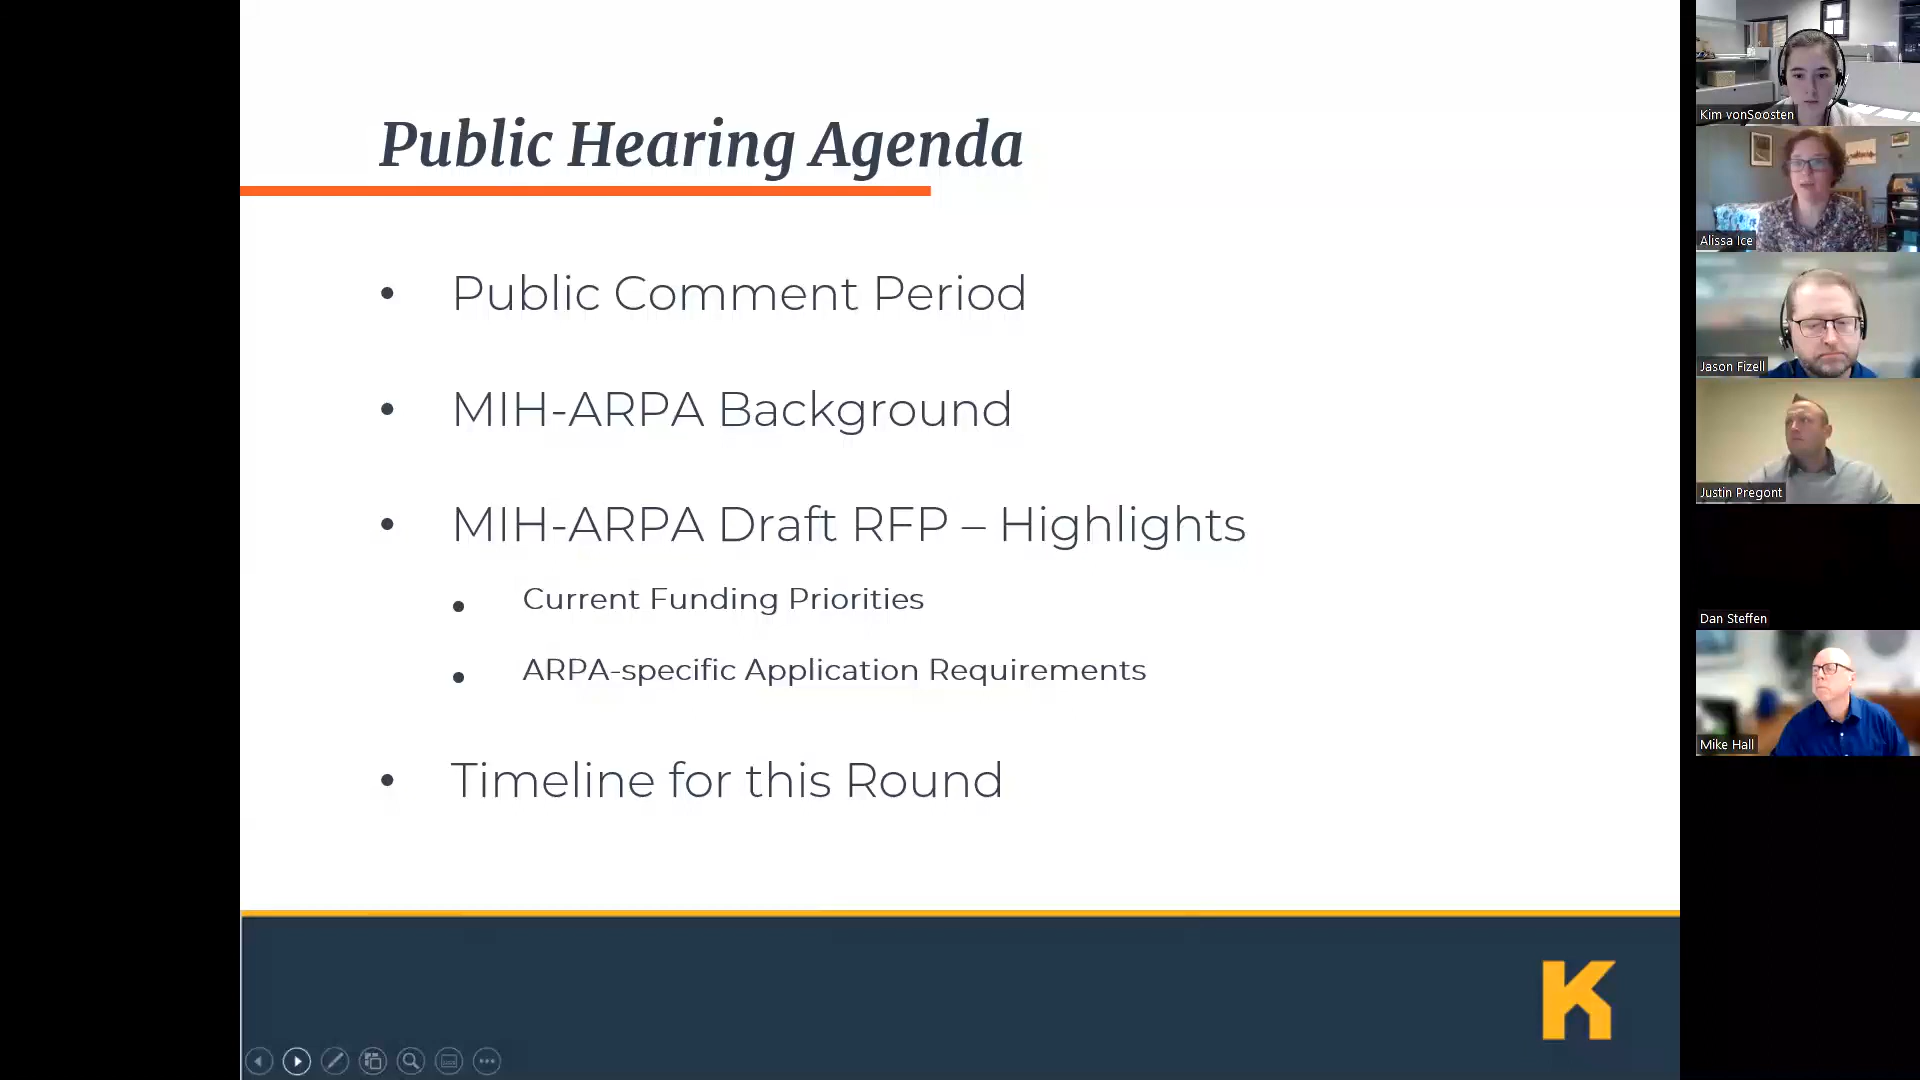 Public Hearing Agenda
• Public Comment Period
• MIH-ARPA Background
• MIH-ARPA Draft RFP – Highlights
• Current Funding Priorities
• ARPA-specific Application Requirements
• Timeline for this Round
K
Kim vonSoosten
Alissa Ice
Jason Fizell
Justin Pregont
Dan Steffen
Mike Hall